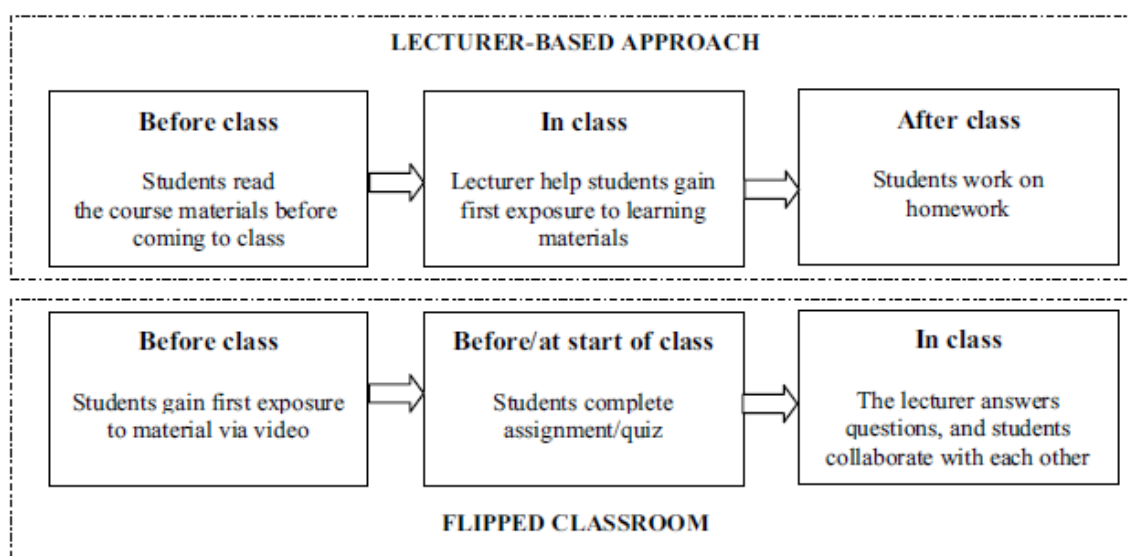 LECTURER-BASED APPROACH
Before class
Students read
the course materials before
coming to class
In class
Lecturer help students gain
first exposure to learning
materials
After class
Students work on
homework
Before class
Students gain first exposure
to material via video
Before/at start of class
Students complete
assignment/quiz
In class
The lecturer answers
questions, and students
collaborate with each other
FLIPPED CLASSROOM